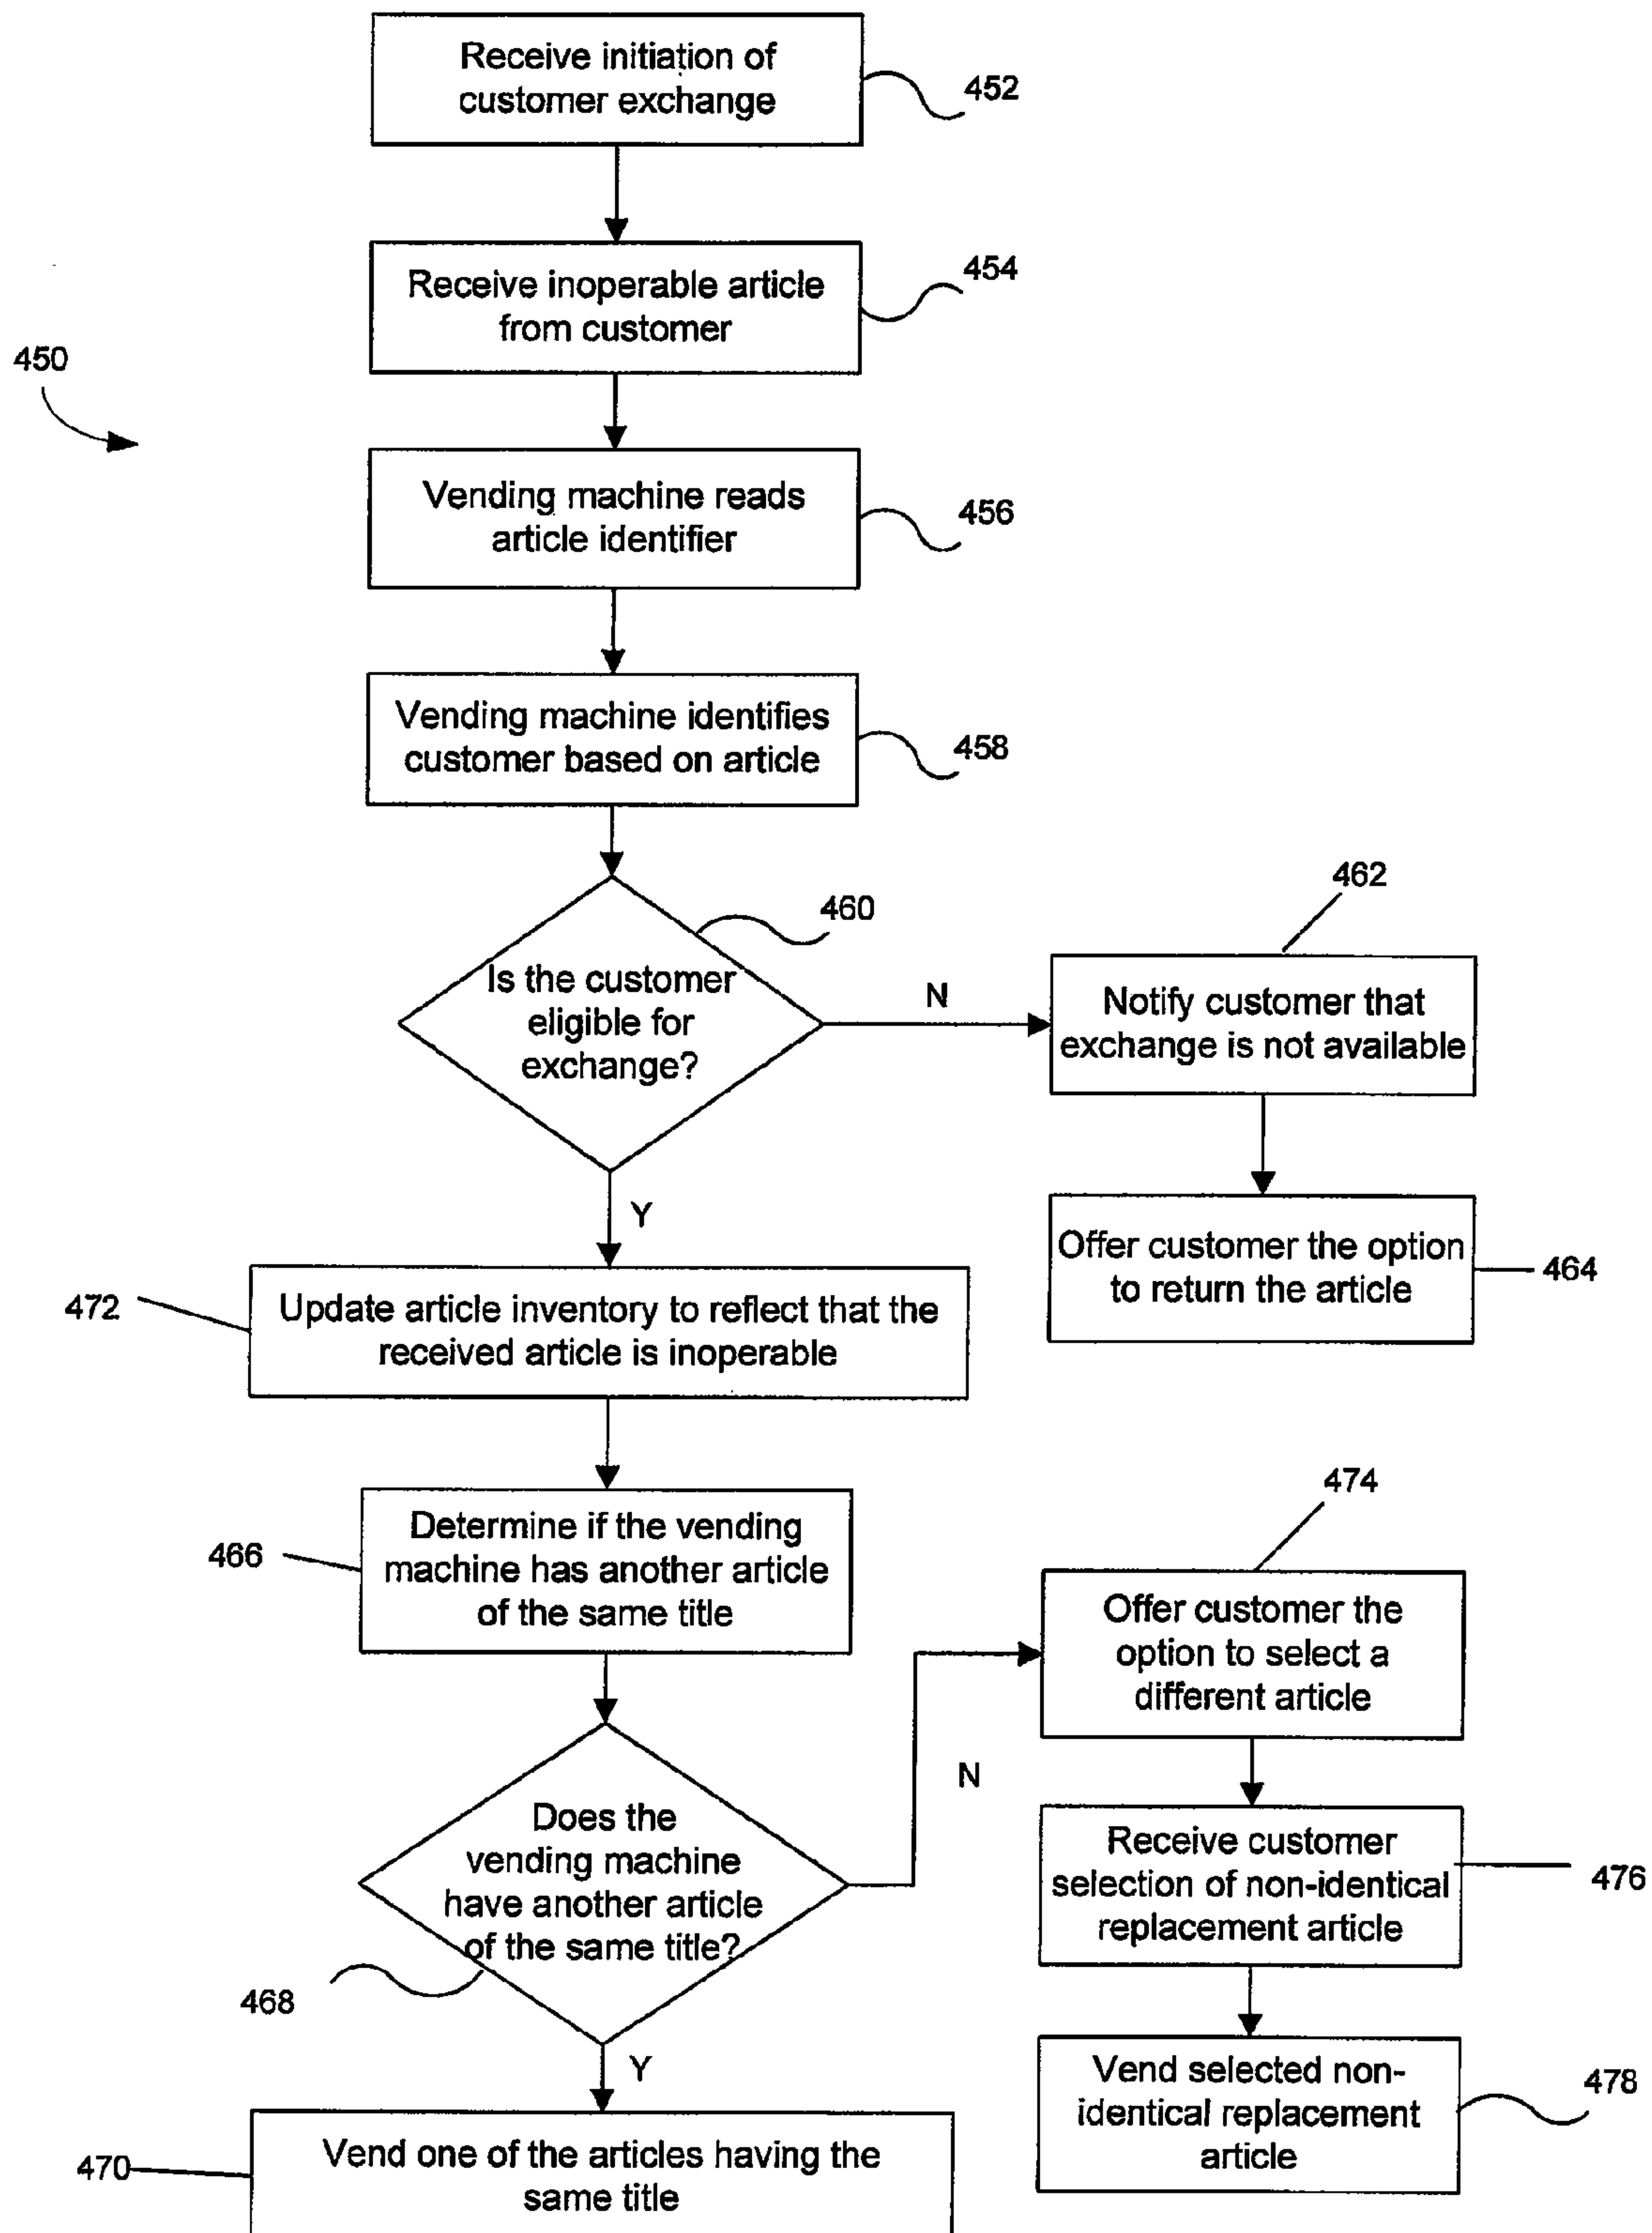 Receive initiation of
customer exchange
452
Receive inoperable article
from customer
454
450
Vending machine reads
article identifier
456
Vending machine identifies
customer based on article
458
460
Is the customer
eligible for
exchange?
N
462
Notify customer that
exchange is not available
Y
Offer customer the option
to return the article
464
472
Update article inventory to reflect that the
received article is inoperable
466
Determine if the vending
machine has another article
of the same title
474
Offer customer the
option to select a
different article
N
Does the
vending machine
have another article
of the same title?
468
Receive customer
selection of non-identical
replacement article
476
Y
Vend selected non-
identical replacement
article
478
470
Vend one of the articles having the
same title